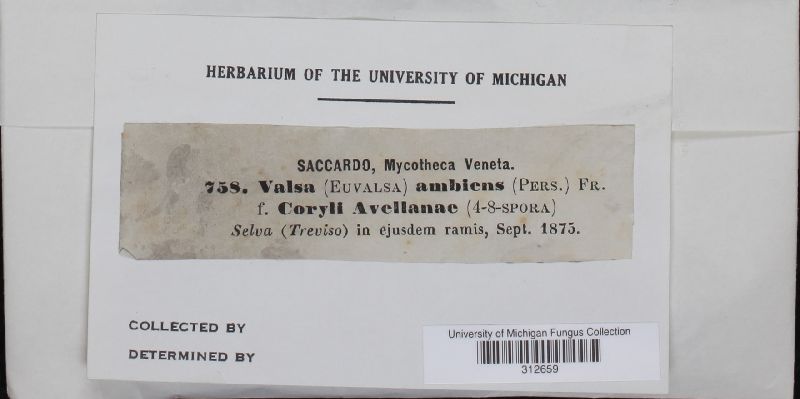 HERBARIUM OF THE UNIVERSITY OF MICHIGAN
SACCARDO, Mycotheca Veneta.
758. Valsa (EUVALSA) ambiens (PERS.) FR.
f. Coryli Avellanae (4-8-SPORA)
Selva (Treviso) in ejusdem ramis, Sept. 1875.
COLLECTED BY
DETERMINED BY
University of Michigan Fungus Collection
312659